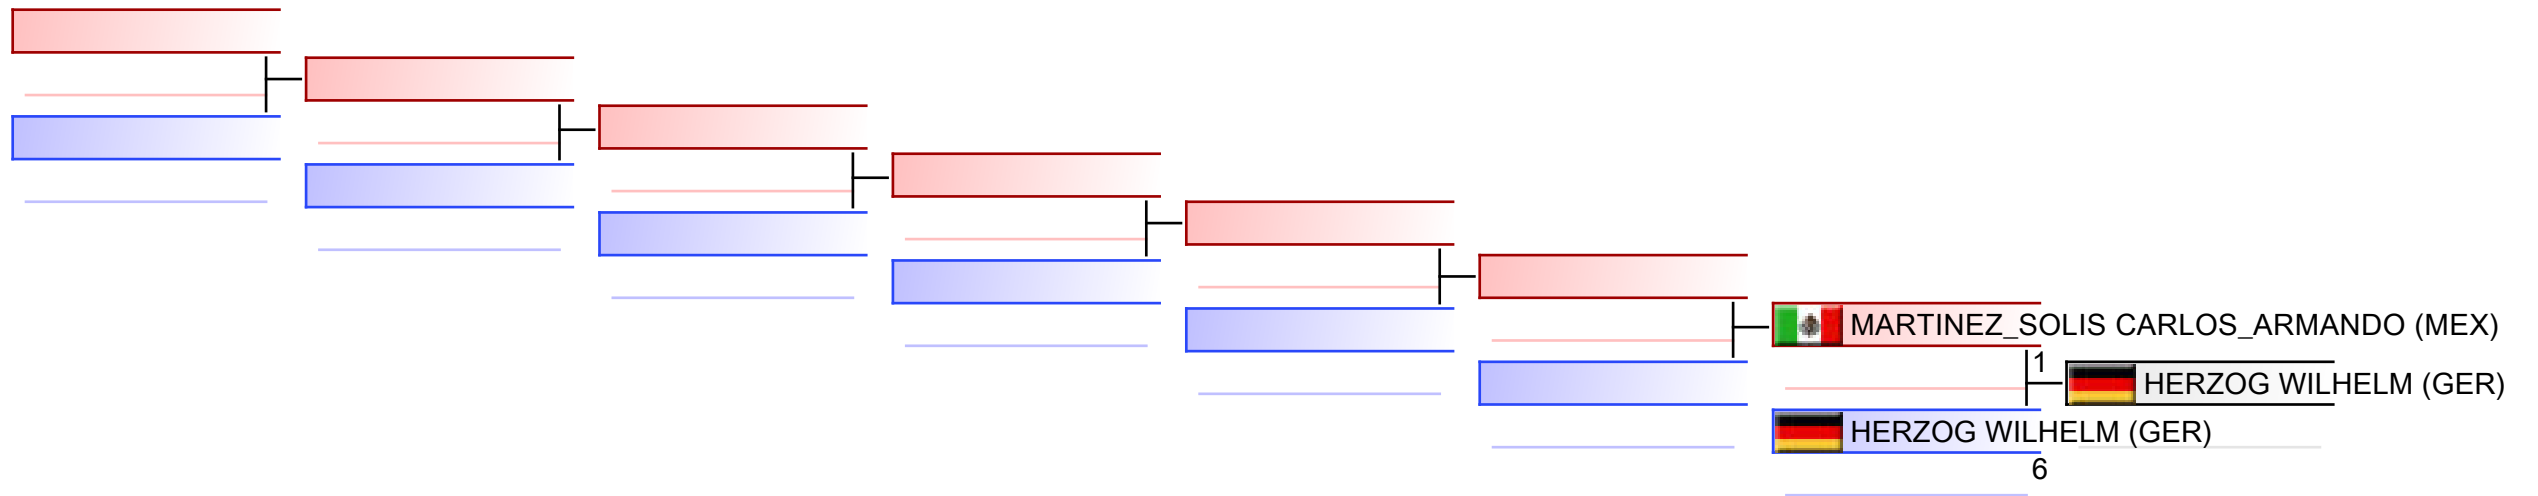 MARTINEZ_SOLIS CARLOS_ARMANDO (MEX)
1
HERZOG WILHELM (GER)
HERZOG WILHELM (GER)
6